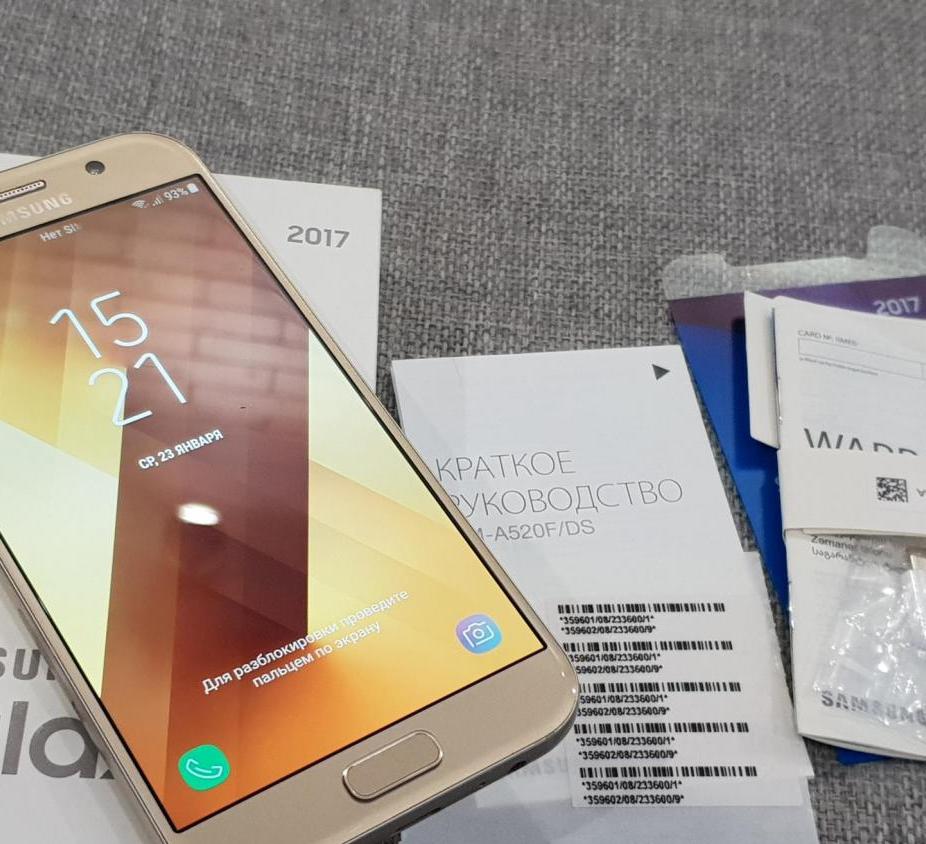 SAMSUNG
Нет SI
93%
15
21
СР, 23 ЯНВАРЯ
Для разблокировки проведите
пальцем по экрану
2017
КРАТКОЕ
РУКОВОДСТВО
M-A520F/DS
*359601/08/233600/1*
*359602/08/233600/9*
359601/08/233600/1*
359602/08/233600/9*
359601/08/233600/1*
359602/08/233600/9*
*359601/08/233600/1*
*359602/08/233600/9*
*359601/08/233600/1*
*359602/08/233600/9*
2017
CARD №: (IMEI)
SAMSUNG